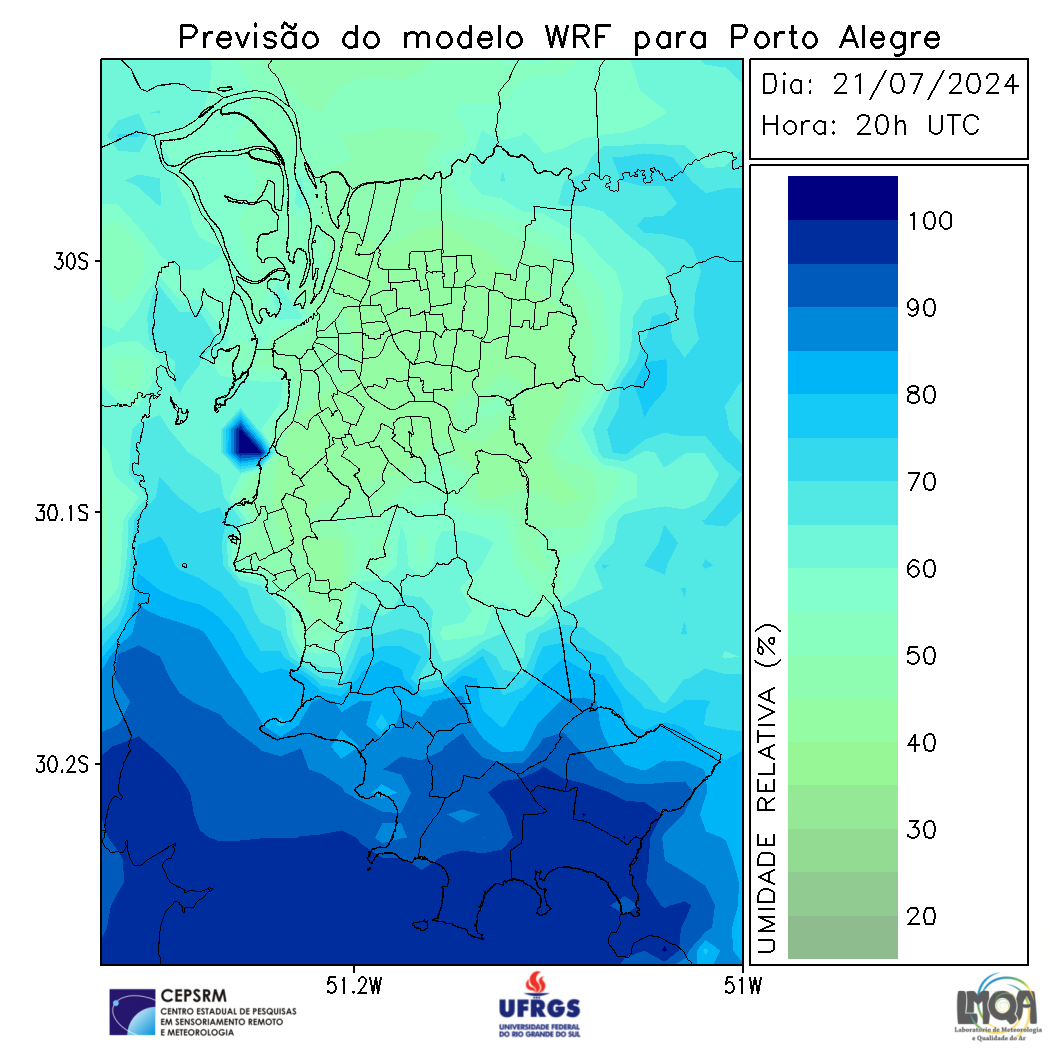 Previsão do modelo WRF para Porto Alegre
Dia: 21/07/2024
Hora: 20h UTC
30S
30.1S
30.2S
51.2W
51W
UMIDADE RELATIVA (%)
100
90
80
70
60
50
40
30
20
CEPSRM
CENTRO ESTADUAL DE PESQUISAS
EM SENSORIAMENTO REMOTO
E METEOROLOGIA
UFRGS
UNIVERSIDADE FEDERAL
DO RIO GRANDE DO SUL
LMQA
Laboratório de Meteorologia
e Qualidade do Ar